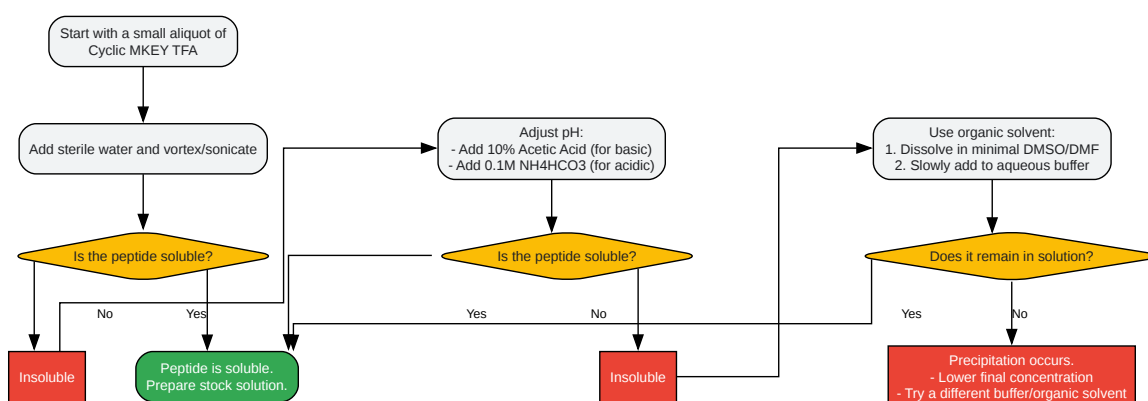 Start with a small aliquot of
Cyclic MKEY TFA
Add sterile water and vortex/sonicate
Adjust pH:
- Add 10% Acetic Acid (for basic)
- Add 0.1M NH4HCO3 (for acidic)
Use organic solvent:
1. Dissolve in minimal DMSO/DMF
2. Slowly add to aqueous buffer
Is the peptide soluble?
Is the peptide soluble?
Does it remain in solution?
No
Yes
Yes
No
Yes
No
Insoluble
Peptide is soluble.
Prepare stock solution.
Insoluble
Precipitation occurs.
- Lower final concentration
- Try a different buffer/organic solvent